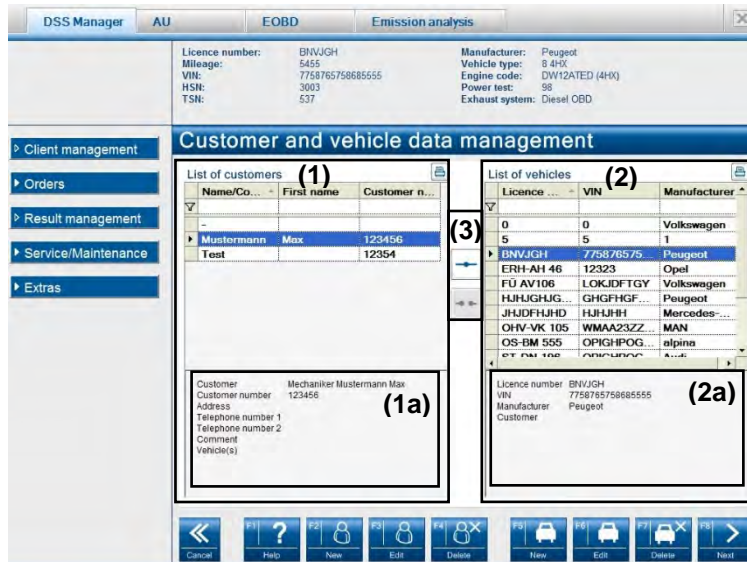 DSS Manager AU EOBD Emission analysis
Licence number: BNVJGH Manufacturer: Peugeot
Mileage: 5455 Vehicle type: 8 4HX
VIN: 7758765758685555 Engine code: DW12ATED (4HX)
HSN: 3003 Power test: 98
TSN: 537 Exhaust system: Diesel OBD
Client management
Orders
Result management
Service/Maintenance
Extras
Customer and vehicle data management
List of customers (1)
Name/Co... First name Customer n...
-
Mustermann Max 123456
Test 12354
(3)
List of vehicles (2)
Licence ... VIN Manufacturer
0 0 Volkswagen
5 5 1
BNVJGH 775876575... Peugeot
ERH-AH 46 12323 Opel
FÜ AV106 LOKJDFTGY Volkswagen
HJHJGHJG... GHGFHGF... Peugeot
JHJDFHJHD HJHJHH Mercedes-...
OHV-VK 105 WMAA23ZZ... MAN
OS-BM 555 OPIGHPOG... alpina
Customer Mechaniker Mustermann Max
Customer number 123456
Address
Telephone number 1
Telephone number 2
Comment
Vehicle(s)
(1a)
Licence number BNVJGH
VIN 7758765758685555
Manufacturer Peugeot
Customer
(2a)
Cancel
F1 ? Help
F2 New
F3 Edit
F4 Delete
F5 New
F6 Edit
F7 Delete
F8 Next